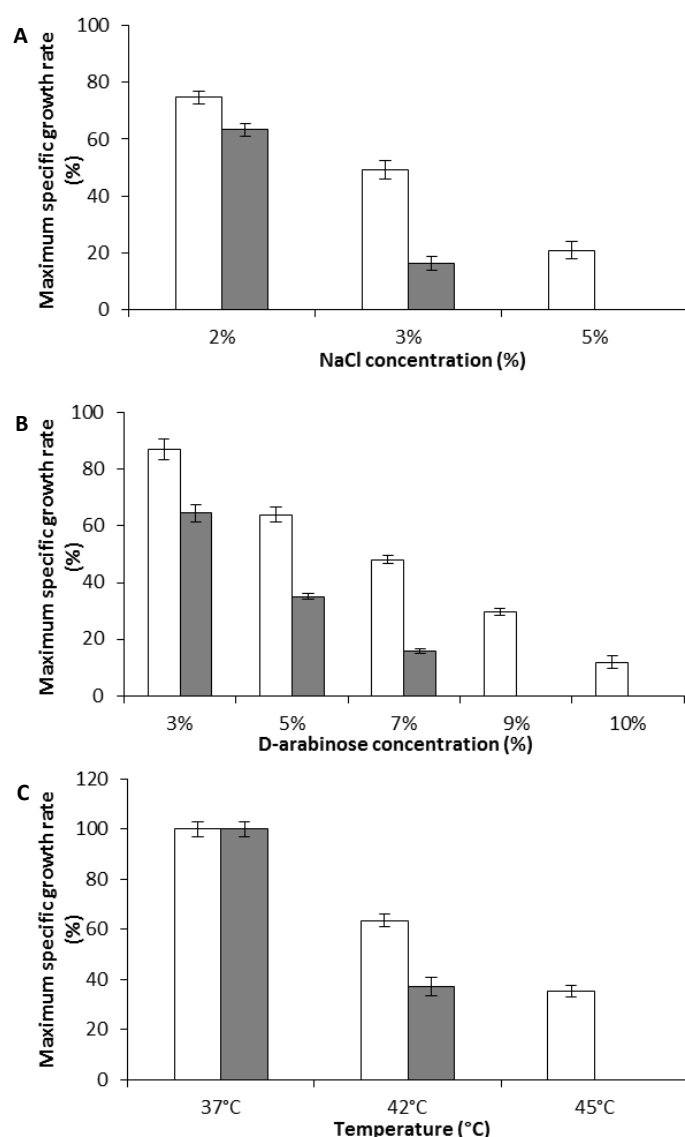 A
Maximum specific growth rate
(%)
100
80
60
40
20
0
2% 3% 5%
NaCl concentration (%)
B
Maximum specific growth rate
(%)
100
80
60
40
20
0
3% 5% 7% 9% 10%
D-arabinose concentration (%)
C
Maximum specific growth rate
(%)
120
100
80
60
40
20
0
37°C 42°C 45°C
Temperature (°C)